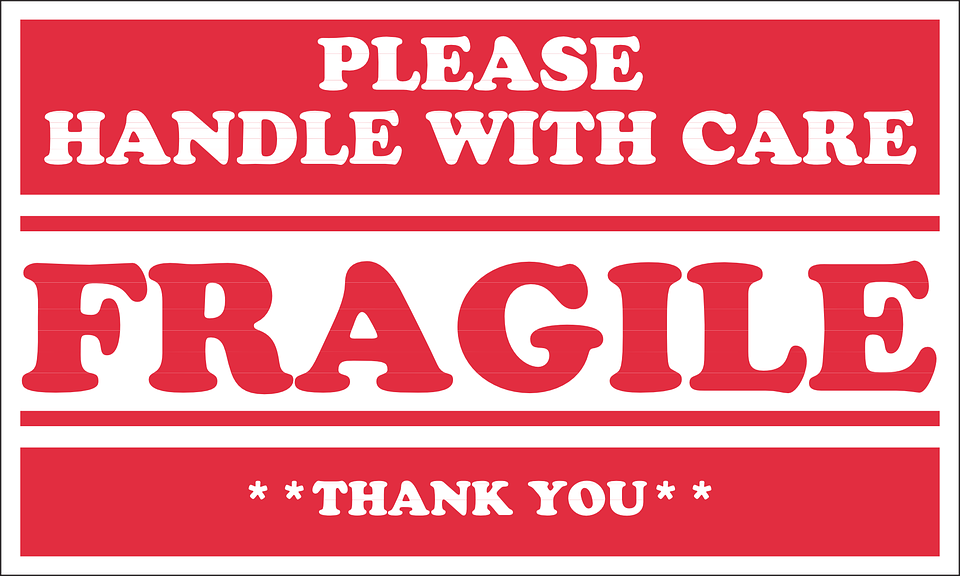 PLEASE
HANDLE WITH CARE
FRAGILE
* *THANK YOU* *